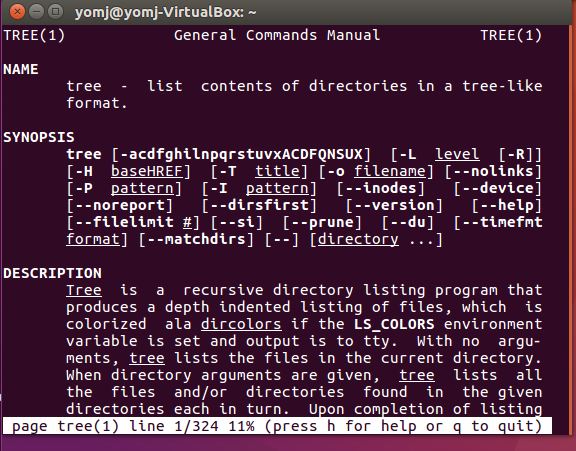 yomj@yomj-VirtualBox: ~
TREE(1) General Commands Manual TREE(1)
NAME
tree - list contents of directories in a tree-like
format.
SYNOPSIS
tree [-acdfghilnpqrstuvxACDFQNSUX] [-L level [-R]]
[-H baseHREF] [-T title] [-o filename] [--nolinks]
[-P pattern] [-I pattern] [--inodes] [--device]
[--noreport] [--dirsfirst] [--version] [--help]
[--filelimit #] [--si] [--prune] [--du] [--timefmt
format] [--matchdirs] [--] [directory ...]
DESCRIPTION
Tree is a recursive directory listing program that
produces a depth indented listing of files, which is
colorized ala dircolors if the LS_COLORS environment
variable is set and output is to tty. With no argu-
ments, tree lists the files in the current directory.
When directory arguments are given, tree lists all
the files and/or directories found in the given
directories each in turn. Upon completion of listing
page tree(1) line 1/324 11% (press h for help or q to quit)